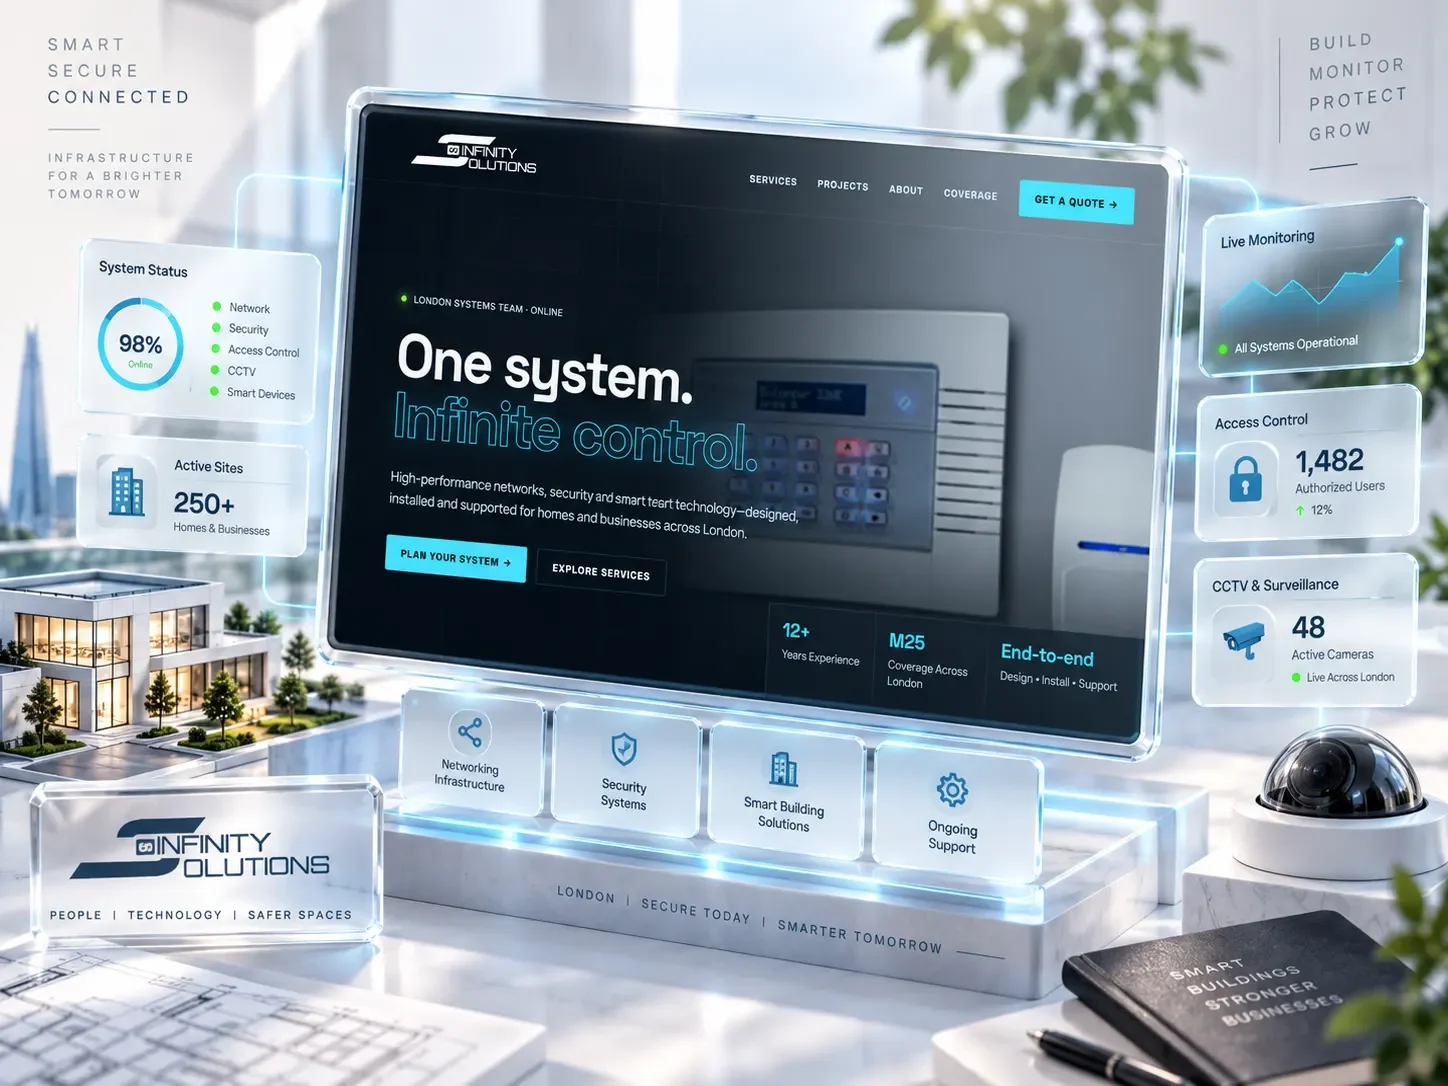 SMART
SECURE
CONNECTED
INFRASTRUCTURE
FOR A BRIGHTER
TOMORROW
BUILD
MONITOR
PROTECT
GROW
INFINITY
SOLUTIONS
SERVICES
PROJECTS
ABOUT
COVERAGE
GET A QUOTE →
LONDON SYSTEMS TEAM · ONLINE
One system.
Infinite control.
High-performance networks, security and smart teart technology—designed,
installed and supported for homes and businesses across London.
PLAN YOUR SYSTEM →
EXPLORE SERVICES
12+
Years Experience
M25
Coverage Across
London
End-to-end
Design • Install • Support
System Status
98%
Online
Network
Security
Access Control
CCTV
Smart Devices
Active Sites
250+
Homes & Businesses
Live Monitoring
All Systems Operational
Access Control
1,482
Authorized Users
↑ 12%
CCTV & Surveillance
48
Active Cameras
Live Across London
Networking
Infrastructure
Security
Systems
Smart Building
Solutions
Ongoing
Support
INFINITY
SOLUTIONS
PEOPLE | TECHNOLOGY | SAFER SPACES
LONDON | SECURE TODAY | SMARTER TOMORROW
SMART
BUILDINGS
STRONGER
BUSINESSES